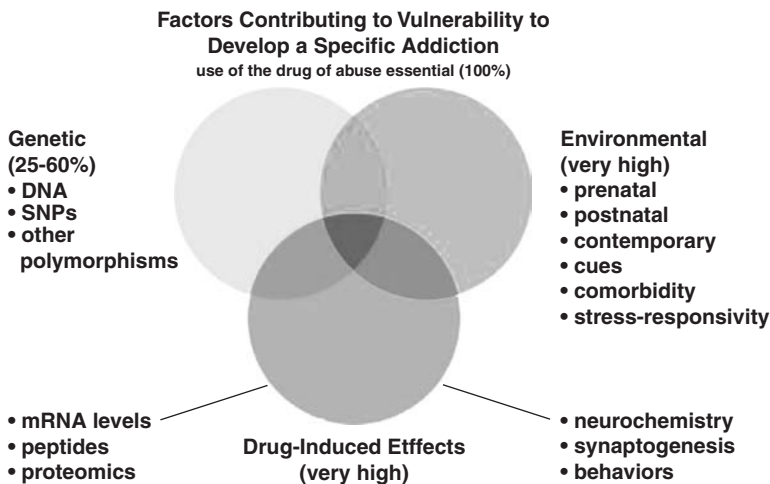 Factors Contributing to Vulnerability to
Develop a Specific Addiction
use of the drug of abuse essential (100%)
Genetic
(25-60%)
• DNA
• SNPs
• other
polymorphisms
Environmental
(very high)
• prenatal
• postnatal
• contemporary
• cues
• comorbidity
• stress-responsivity
• mRNA levels
• peptides
• proteomics
Drug-Induced Etffects
(very high)
• neurochemistry
• synaptogenesis
• behaviors